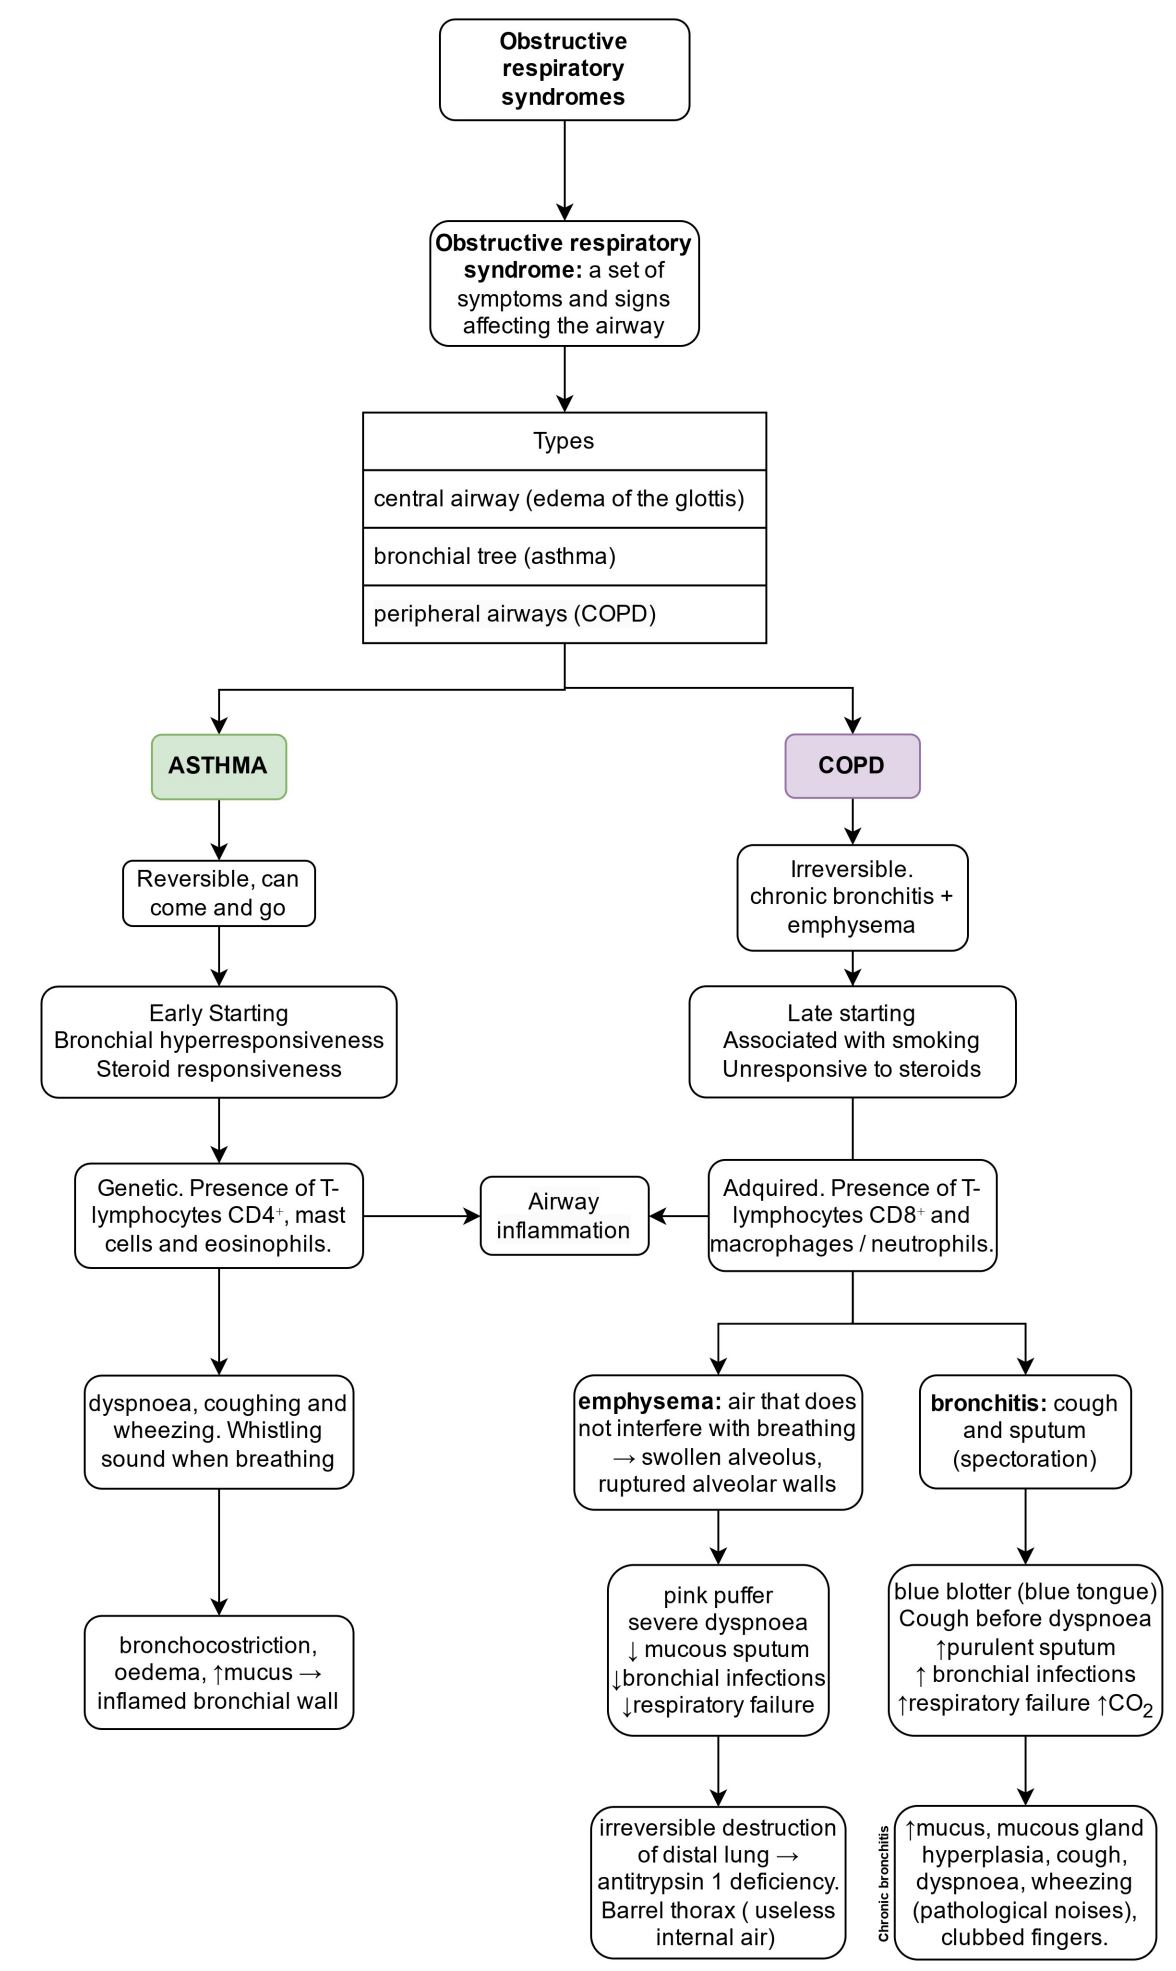 Obstructive
respiratory
syndromes
Obstructive respiratory
syndrome: a set of
symptoms and signs
affecting the airway
Types
central airway (edema of the glottis)
bronchial tree (asthma)
peripheral airways (COPD)
ASTHMA
Reversible, can
come and go
Early Starting
Bronchial hyperresponsiveness
Steroid responsiveness
Genetic. Presence of T-
lymphocytes CD4⁺, mast
cells and eosinophils.
Airway
inflammation
dyspnoea, coughing and
wheezing. Whistling
sound when breathing
bronchocostriction,
oedema, ↑mucus →
inflamed bronchial wall
COPD
Irreversible.
chronic bronchitis +
emphysema
Late starting
Associated with smoking
Unresponsive to steroids
Adquired. Presence of T-
lymphocytes CD8⁺ and
macrophages / neutrophils.
emphysema: air that does
not interfere with breathing
→ swollen alveolus,
ruptured alveolar walls
pink puffer
severe dyspnoea
↓ mucous sputum
↓bronchial infections
↓respiratory failure
irreversible destruction
of distal lung →
antitrypsin 1 deficiency.
Barrel thorax ( useless
internal air)
bronchitis: cough
and sputum
(spectoration)
blue blotter (blue tongue)
Cough before dyspnoea
↑purulent sputum
↑ bronchial infections
↑respiratory failure ↑CO₂
Chronic bronchitis
↑mucus, mucous gland
hyperplasia, cough,
dyspnoea, wheezing
(pathological noises),
clubbed fingers.